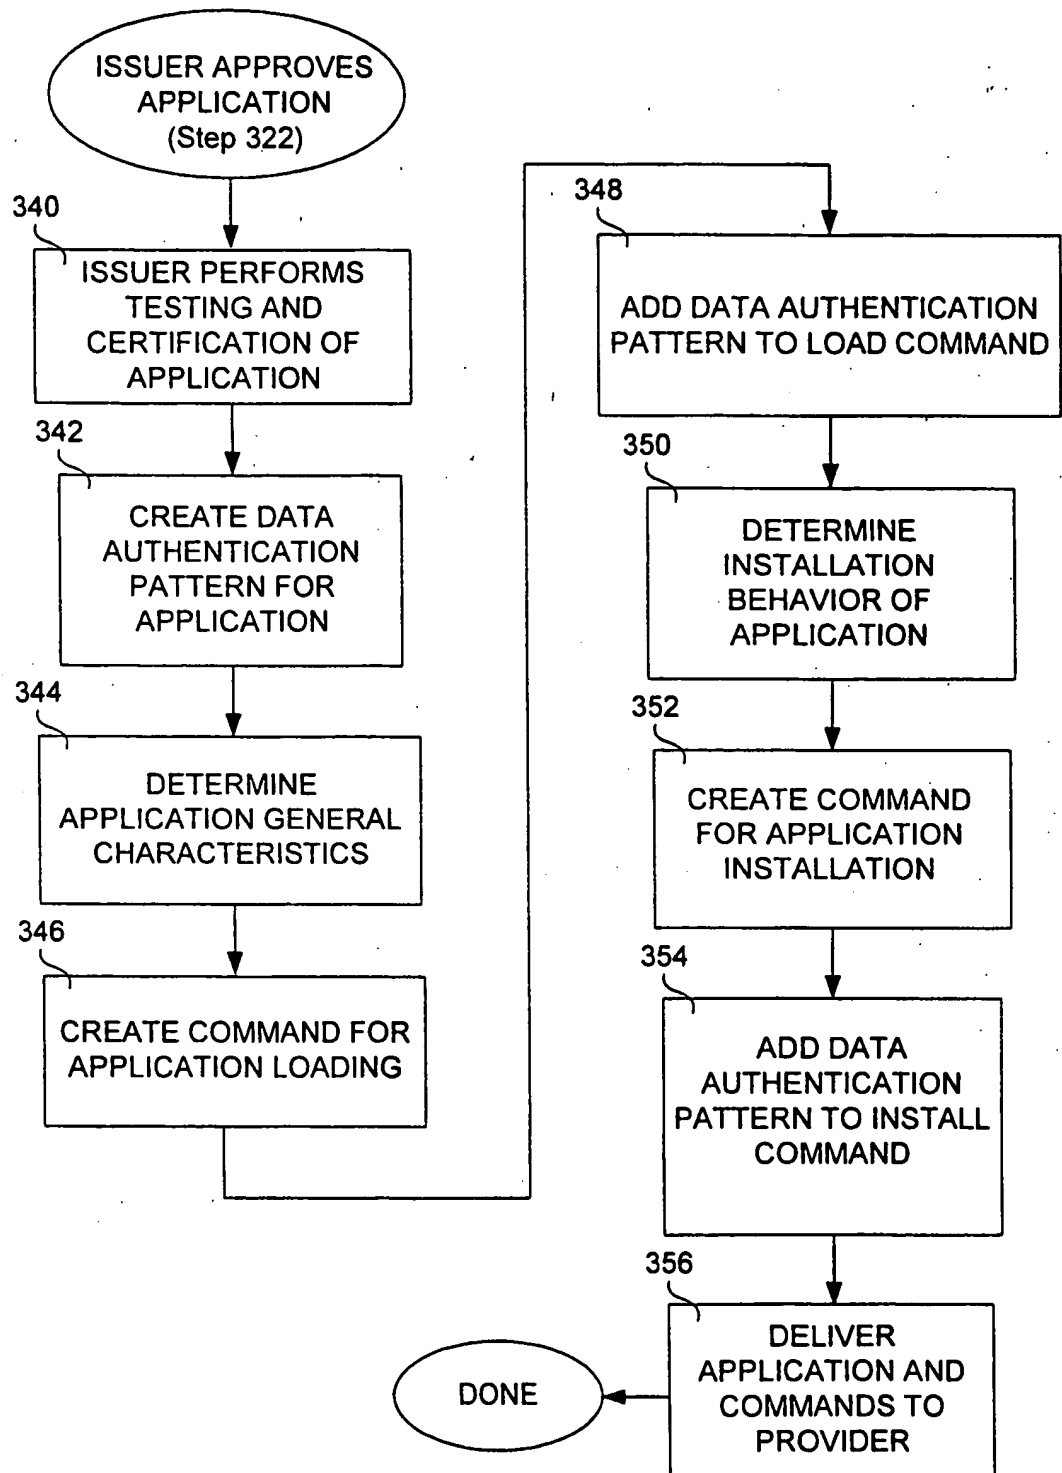 ISSUER APPROVES
APPLICATION
(Step 322)
340
ISSUER PERFORMS
TESTING AND
CERTIFICATION OF
APPLICATION
342
CREATE DATA
AUTHENTICATION
PATTERN FOR
APPLICATION
344
DETERMINE
APPLICATION GENERAL
CHARACTERISTICS
346
CREATE COMMAND FOR
APPLICATION LOADING
348
ADD DATA AUTHENTICATION
PATTERN TO LOAD COMMAND
350
DETERMINE
INSTALLATION
BEHAVIOR OF
APPLICATION
352
CREATE COMMAND
FOR APPLICATION
INSTALLATION
354
ADD DATA
AUTHENTICATION
PATTERN TO INSTALL
COMMAND
356
DELIVER
APPLICATION AND
COMMANDS TO
PROVIDER
DONE